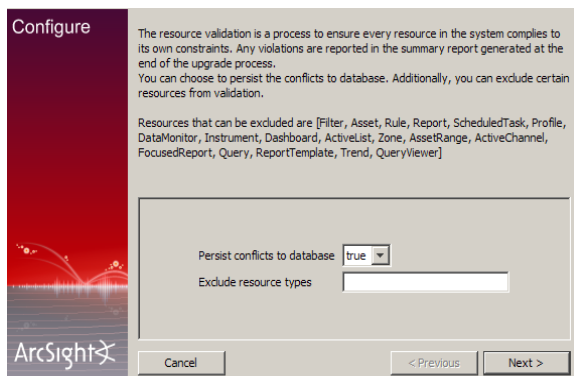 Configure
The resource validation is a process to ensure every resource in the system complies to
its own constraints. Any violations are reported in the summary report generated at the
end of the upgrade process.
You can choose to persist the conflicts to database. Additionally, you can exclude certain
resources from validation.
Resources that can be excluded are [Filter, Asset, Rule, Report, ScheduledTask, Profile,
DataMonitor, Instrument, Dashboard, ActiveList, Zone, AssetRange, ActiveChannel,
FocusedReport, Query, ReportTemplate, Trend, QueryViewer]
Persist conflicts to database true
Exclude resource types
ArcSight
Cancel < Previous Next >